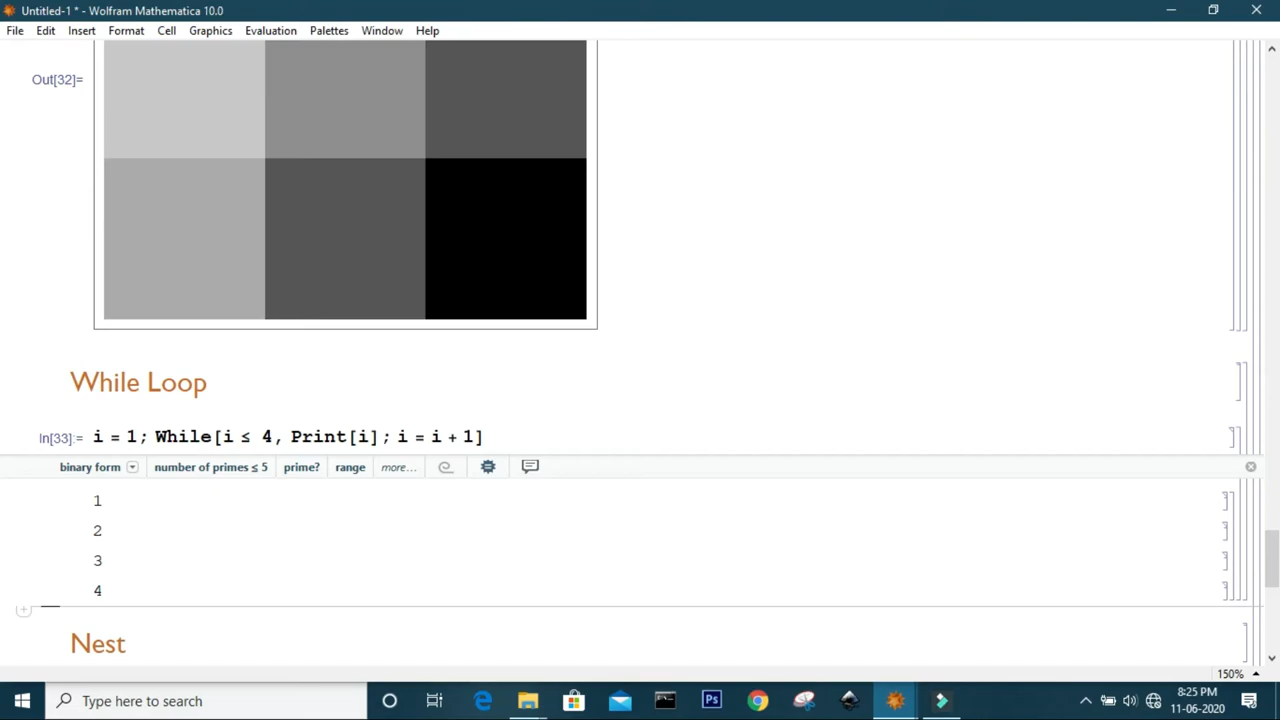 Untitled-1 * - Wolfram Mathematica 10.0
File Edit Insert Format Cell Graphics Evaluation Palettes Window Help
Out[32]=
While Loop
In[33]:= i = 1; While[i ≤ 4, Print[i]; i = i + 1]
binary form number of primes ≤ 5 prime? range more...
1
2
3
4
Nest
150%
Type here to search
Ps
8:25 PM
11-06-2020